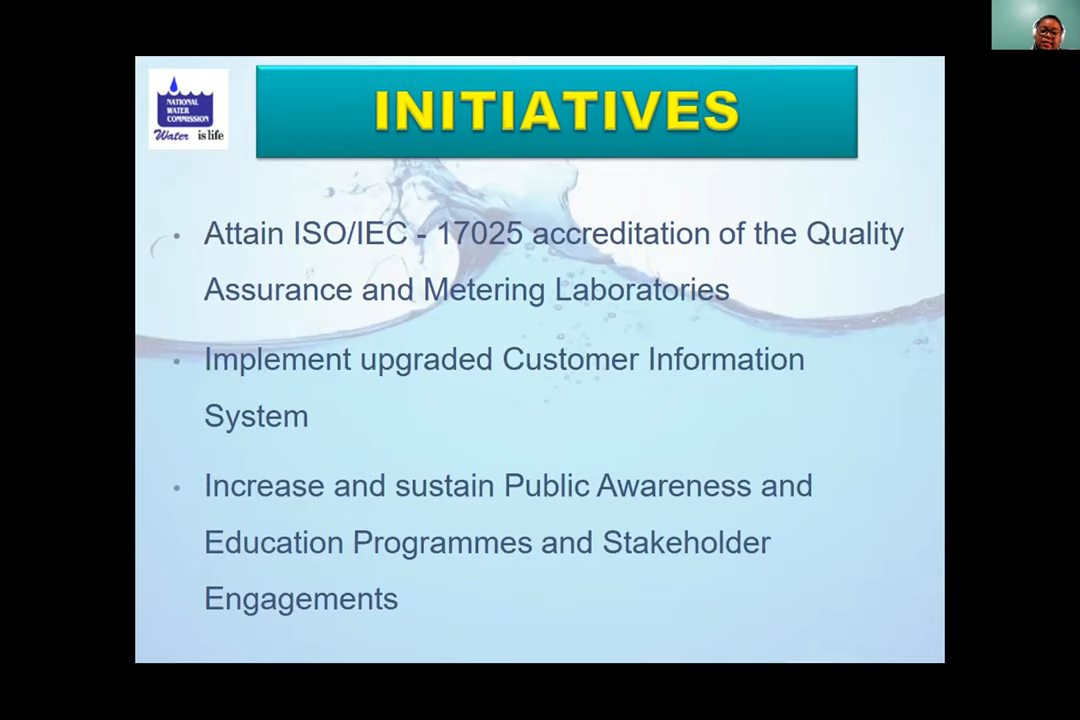 NATIONAL
WATER
COMMISSION
Water is life
INITIATIVES
• Attain ISO/IEC - 17025 accreditation of the Quality
Assurance and Metering Laboratories
• Implement upgraded Customer Information
System
• Increase and sustain Public Awareness and
Education Programmes and Stakeholder
Engagements